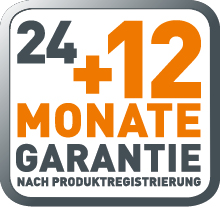 24+12
MONATE
GARANTIE
NACH PRODUKTREGISTRIERUNG